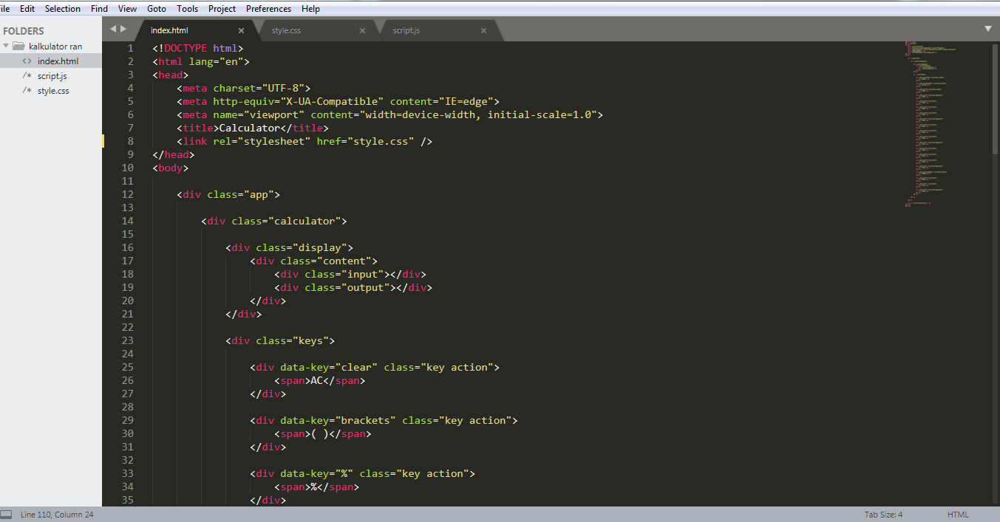 ile Edit Selection Find View Goto Tools Project Preferences Help
FOLDERS
kalkulator ran
<> index.html
/* script.js
/* style.css
index.html × style.css × script.js ×
1 <!DOCTYPE html>
2 <html lang="en">
3 <head>
4     <meta charset="UTF-8">
5     <meta http-equiv="X-UA-Compatible" content="IE=edge">
6     <meta name="viewport" content="width=device-width, initial-scale=1.0">
7     <title>Calculator</title>
8     <link rel="stylesheet" href="style.css" />
9 </head>
10 <body>
11
12     <div class="app">
13
14         <div class="calculator">
15
16             <div class="display">
17                 <div class="content">
18                     <div class="input"></div>
19                     <div class="output"></div>
20                 </div>
21             </div>
22
23             <div class="keys">
24
25                 <div data-key="clear" class="key action">
26                     <span>AC</span>
27                 </div>
28
29                 <div data-key="brackets" class="key action">
30                     <span>( )</span>
31                 </div>
32
33                 <div data-key="%" class="key action">
34                     <span>%</span>
35                 </div>
Line 110, Column 24 Tab Size: 4 HTML